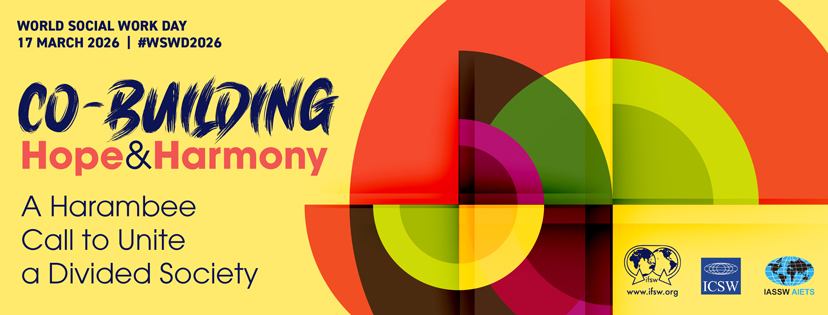 WORLD SOCIAL WORK DAY
17 MARCH 2026 | #WSWD2026
CO-BUILDING
Hope&Harmony
A Harambee
Call to Unite
a Divided Society
ifsw
www.ifsw.org
ICSW
IASSW AIETS